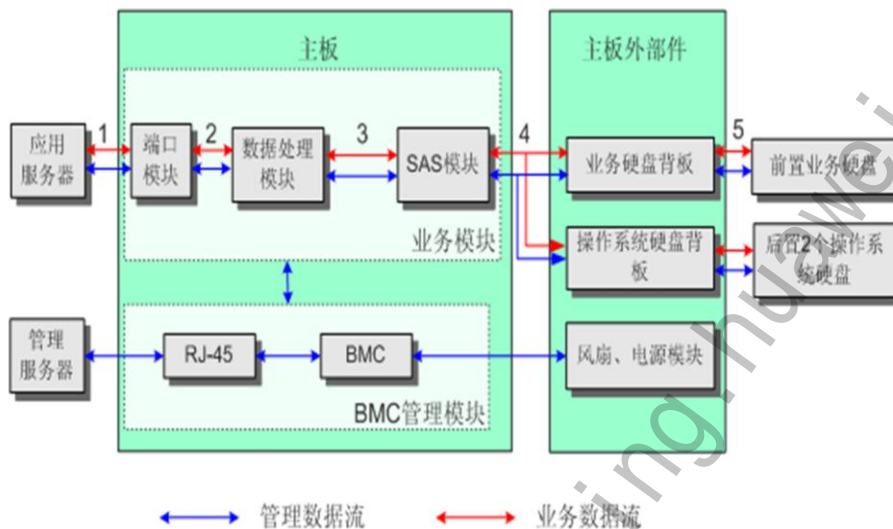 主板
主板外部件
应用
服务器
1
端口
模块
2
数据处理
模块
3
SAS模块
4
业务硬盘背板
5
前置业务硬盘
业务模块
操作系统硬盘背
板
后置2个操作系
统硬盘
管理
服务器
RJ-45
BMC
风扇、电源模块
BMC管理模块
管理数据流
业务数据流
ing.huawei